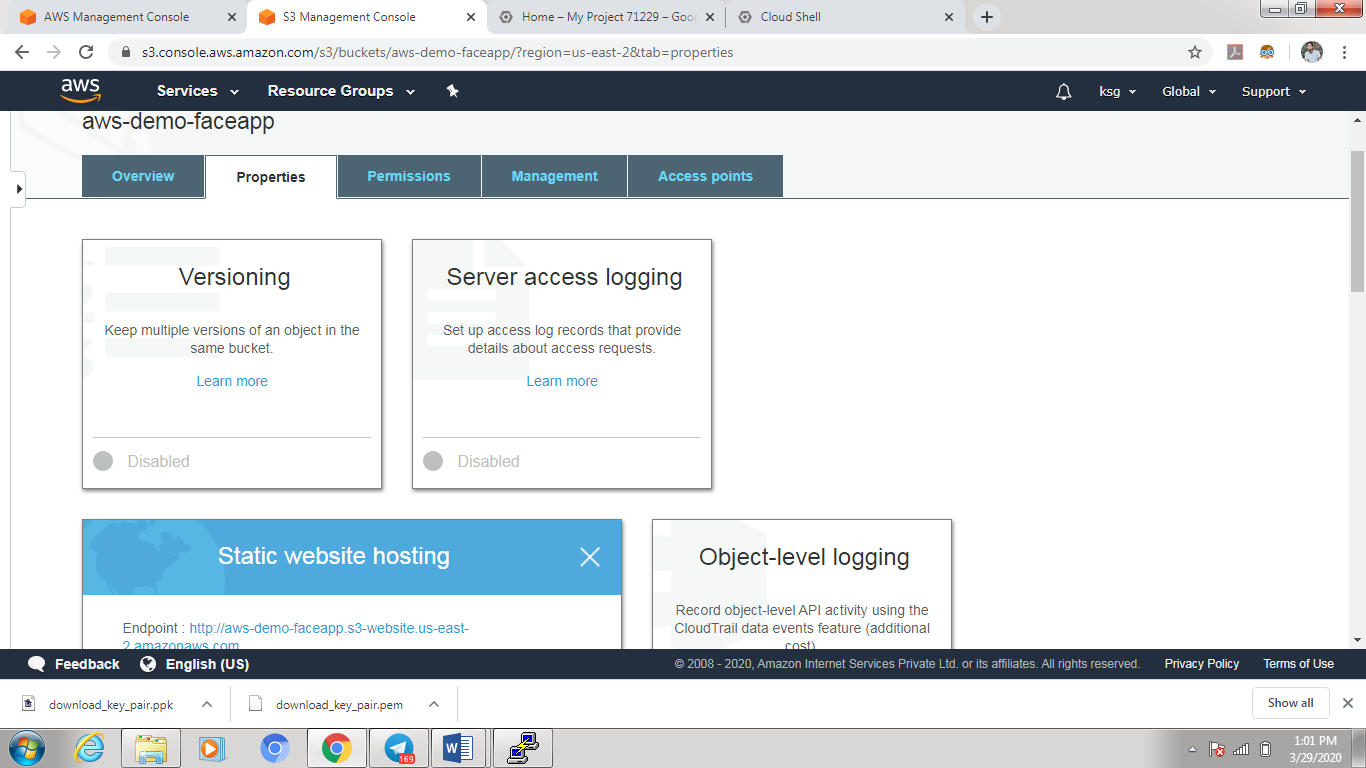 AWS Management Console
S3 Management Console
Home – My Project 71229 – Goo
Cloud Shell
s3.console.aws.amazon.com/s3/buckets/aws-demo-faceapp/?region=us-east-2&tab=properties
aws
Services
Resource Groups
ksg
Global
Support
aws-demo-faceapp
Overview
Properties
Permissions
Management
Access points
Versioning
Keep multiple versions of an object in the
same bucket.
Learn more
Disabled
Server access logging
Set up access log records that provide
details about access requests.
Learn more
Disabled
Static website hosting
Endpoint : http://aws-demo-faceapp.s3-website.us-east-
2.amazonaws.com
Object-level logging
Record object-level API activity using the
CloudTrail data events feature (additional
cost).
Feedback
English (US)
© 2008 - 2020, Amazon Internet Services Private Ltd. or its affiliates. All rights reserved.
Privacy Policy
Terms of Use
download_key_pair.ppk
download_key_pair.pem
Show all
169
1:01 PM
3/29/2020